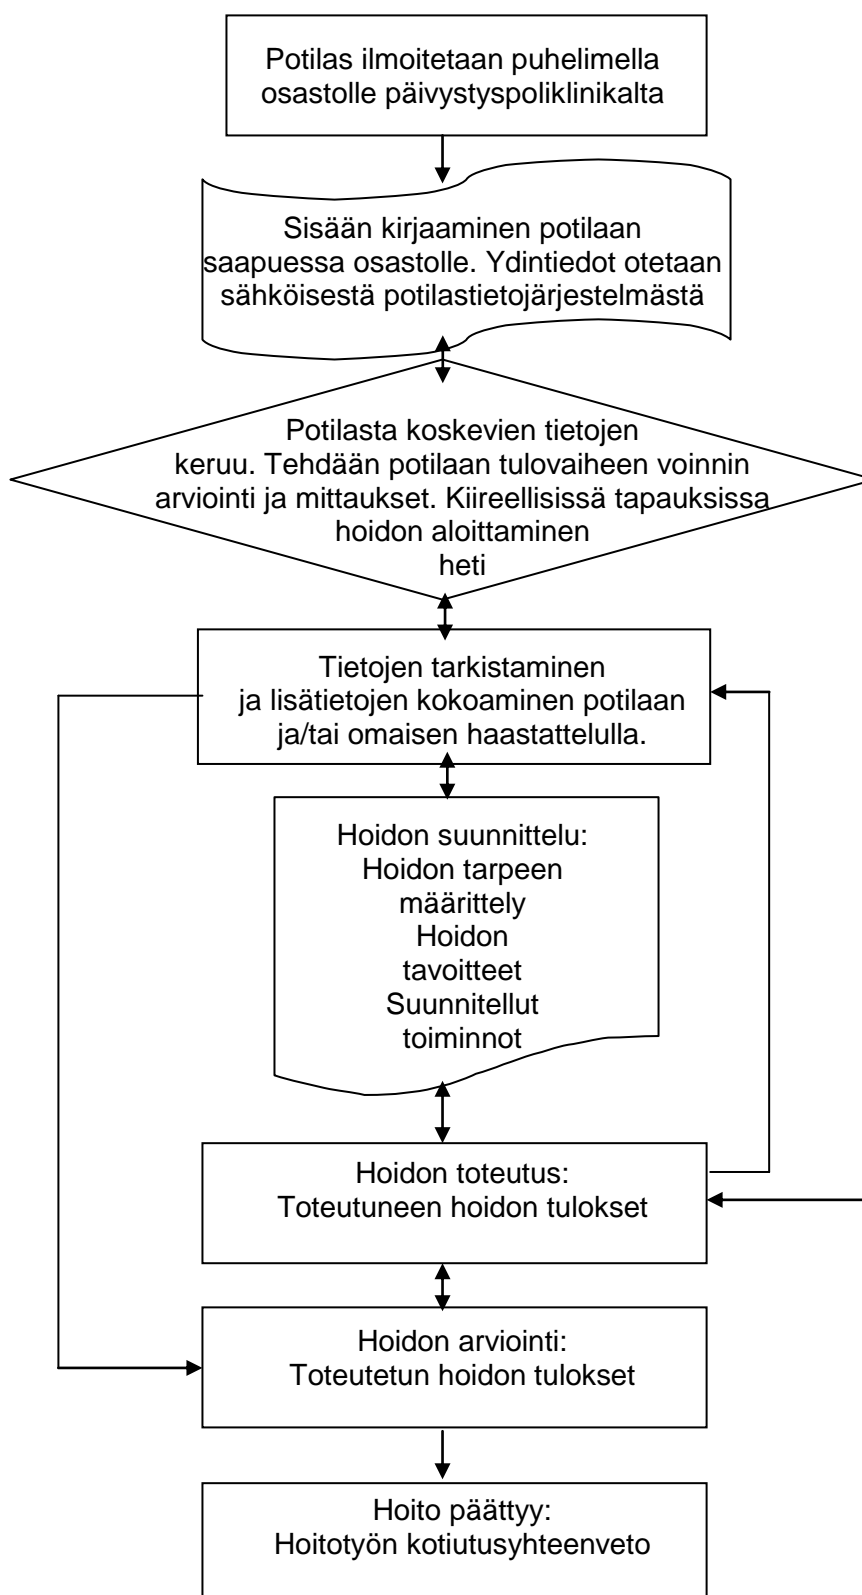 Potilas ilmoitetaan puhelimella
osastolle päivystyspoliklinikalta
Sisään kirjaaminen potilaan
saapuessa osastolle. Ydintiedot otetaan
sähköisestä potilastietojärjestelmästä
Potilasta koskevien tietojen
keruu. Tehdään potilaan tulovaiheen voinnin
arviointi ja mittaukset. Kiireellisissä tapauksissa
hoidon aloittaminen
heti
Tietojen tarkistaminen
ja lisätietojen kokoaminen potilaan
ja/tai omaisen haastattelulla.
Hoidon suunnittelu:
Hoidon tarpeen
määrittely
Hoidon
tavoitteet
Suunnitellut
toiminnot
Hoidon toteutus:
Toteutuneen hoidon tulokset
Hoidon arviointi:
Toteutetun hoidon tulokset
Hoito päättyy:
Hoitotyön kotiutusyhteenveto